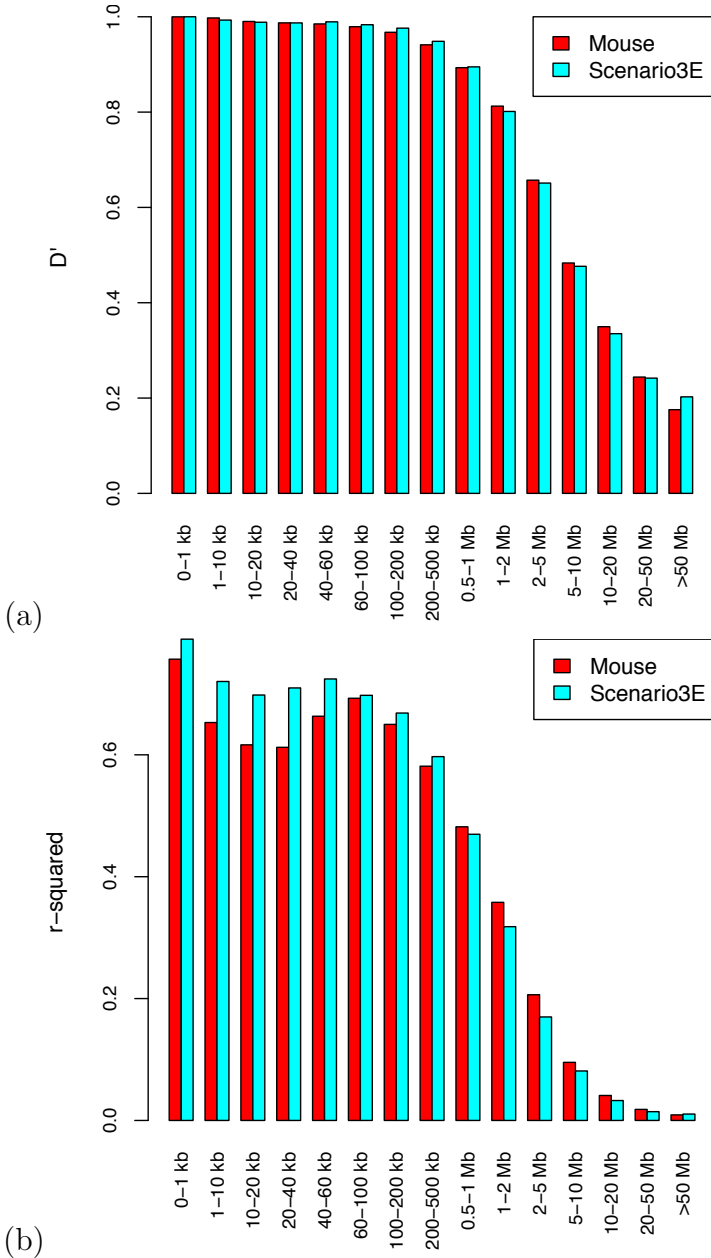 Mouse
Scenario3E
D'
0.0
0.2
0.4
0.6
0.8
1.0
0−1 kb
1−10 kb
10−20 kb
20−40 kb
40−60 kb
60−100 kb
100−200 kb
200−500 kb
0.5−1 Mb
1−2 Mb
2−5 Mb
5−10 Mb
10−20 Mb
20−50 Mb
>50 Mb
(a)
Mouse
Scenario3E
r−squared
0.0
0.2
0.4
0.6
0−1 kb
1−10 kb
10−20 kb
20−40 kb
40−60 kb
60−100 kb
100−200 kb
200−500 kb
0.5−1 Mb
1−2 Mb
2−5 Mb
5−10 Mb
10−20 Mb
20−50 Mb
>50 Mb
(b)